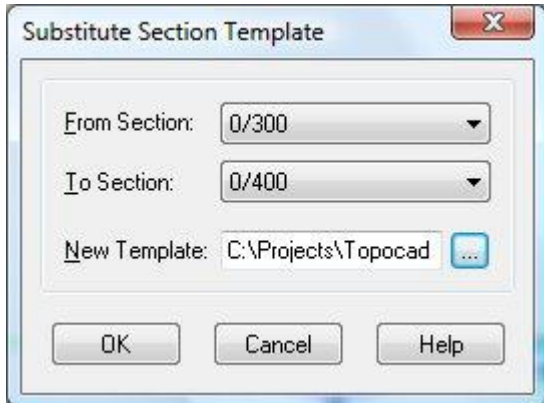 Substitute Section Template
From Section: 0/300
To Section: 0/400
New Template: C:\Projects\Topocad ...
OK Cancel Help